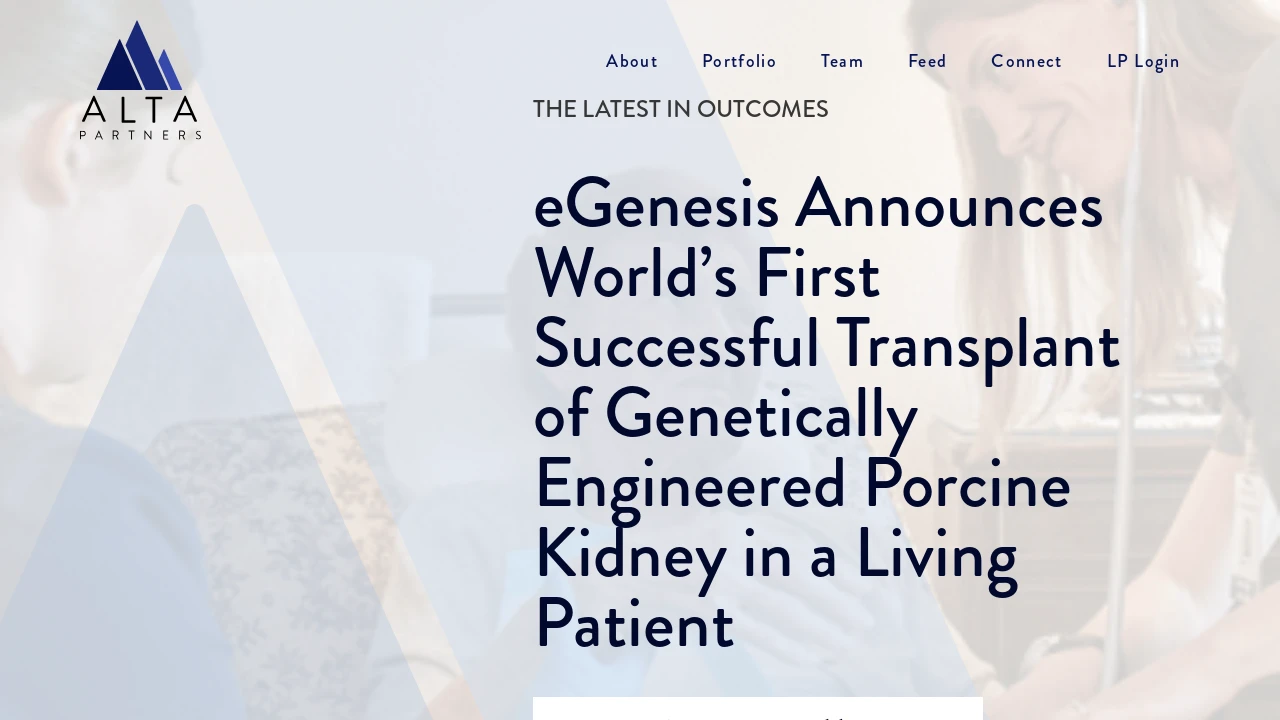 ALTA
PARTNERS
About Portfolio Team Feed Connect LP Login
THE LATEST IN OUTCOMES
eGenesis Announces
World’s First
Successful Transplant
of Genetically
Engineered Porcine
Kidney in a Living
Patient